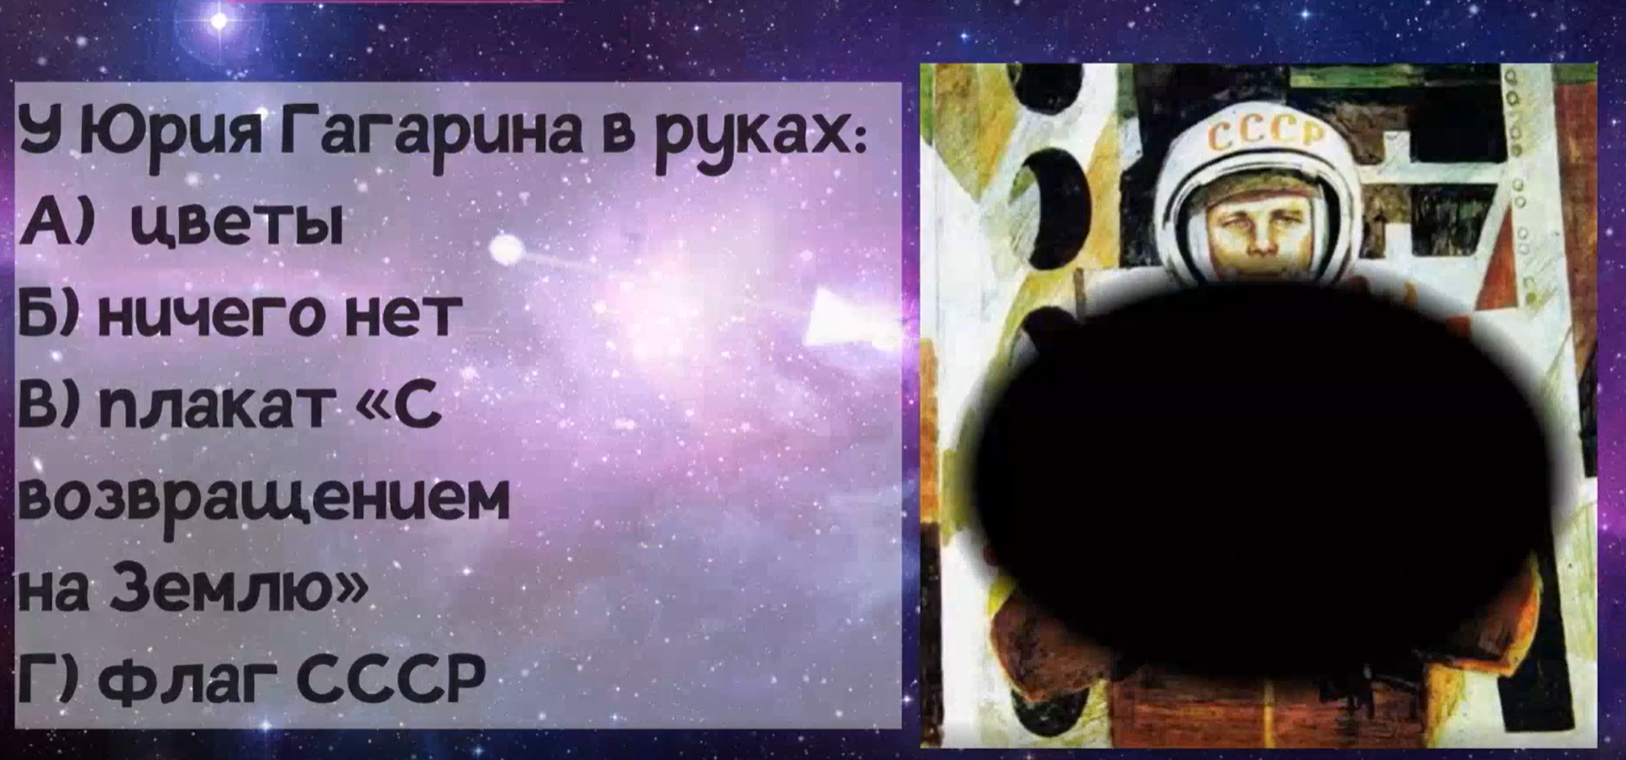 У Юрия Гагарина в руках:
А) цветы
Б) ничего нет
В) плакат «С
возвращением
на Землю»
Г) флаг СССР
СССР